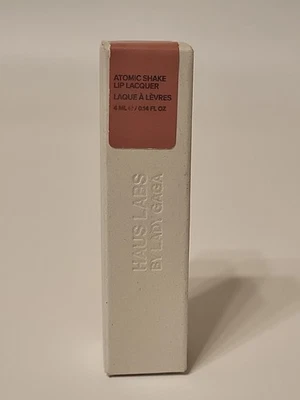 ATOMIC SHAKE
LIP LACQUER
LAQUE À LÈVRES
4 ML ℮ / 0.14 FL OZ
HAUS LABS
BY LADY GAGA